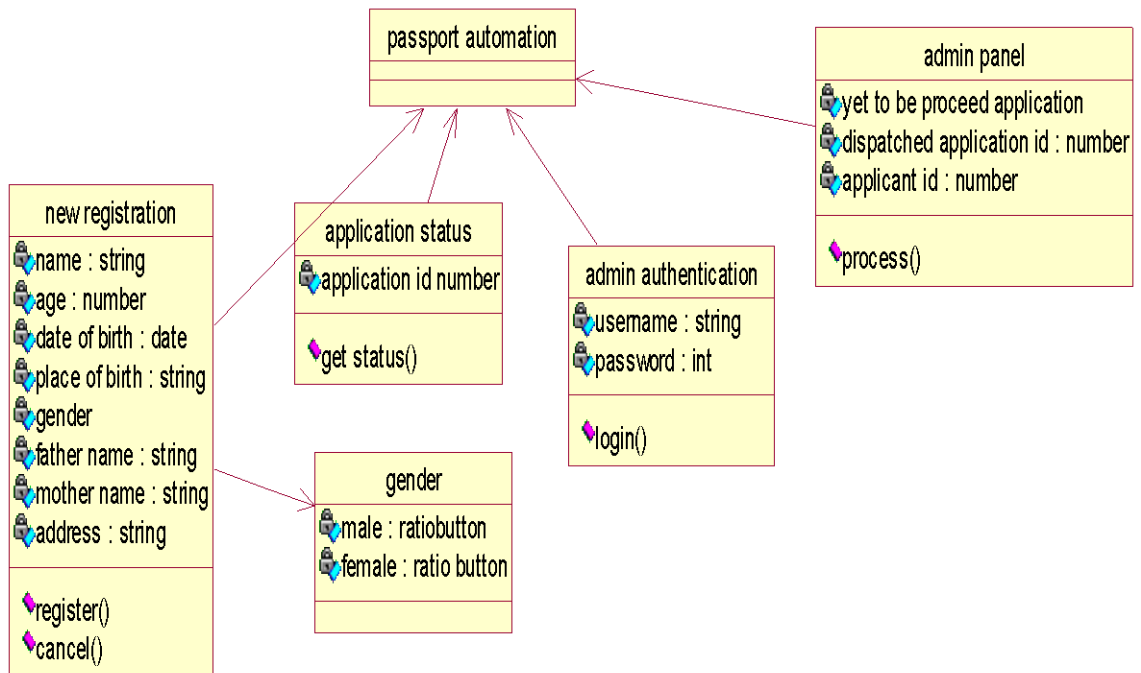 passport automation
admin panel
yet to be proceed application
dispatched application id : number
applicant id : number
process()
new registration
name : string
age : number
date of birth : date
place of birth : string
gender
father name : string
mother name : string
address : string
register()
cancel()
application status
application id number
get status()
admin authentication
username : string
password : int
login()
gender
male : ratiobutton
female : ratio button